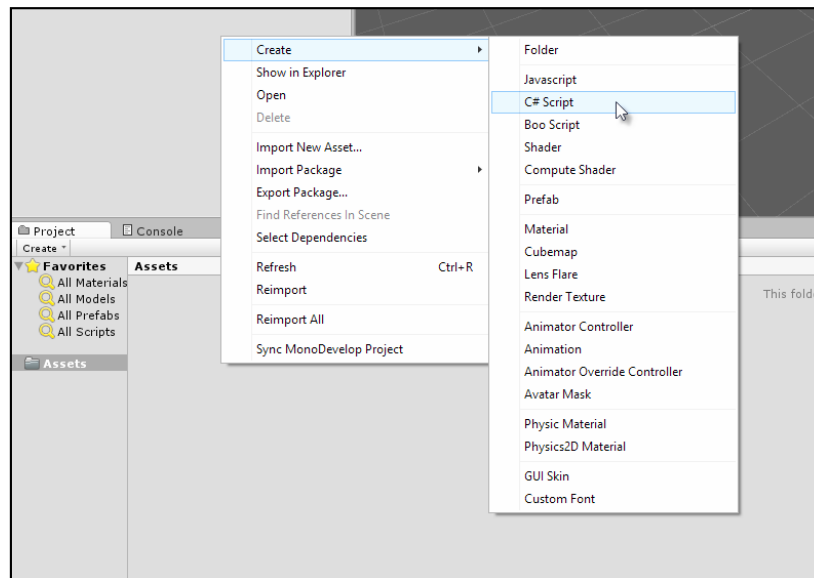 Create
Show in Explorer
Open
Delete
Import New Asset...
Import Package
Export Package...
Find References In Scene
Select Dependencies
Refresh Ctrl+R
Reimport
Reimport All
Sync MonoDevelop Project
Folder
Javascript
C# Script
Boo Script
Shader
Compute Shader
Prefab
Material
Cubemap
Lens Flare
Render Texture
Animator Controller
Animation
Animator Override Controller
Avatar Mask
Physic Material
Physics2D Material
GUI Skin
Custom Font
Project Console
Create
Favorites
All Materials
All Models
All Prefabs
All Scripts
Assets
Assets
This fold